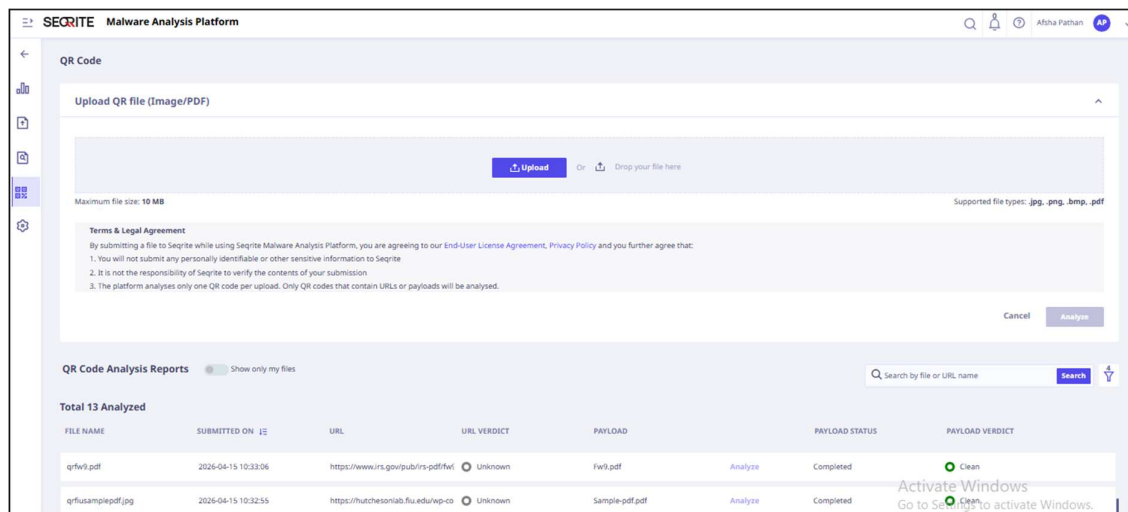 SEQRITE Malware Analysis Platform
Afsha Pathan AP
QR Code
Upload QR file (Image/PDF)
Upload Or Drop your file here
Maximum file size: 10 MB
Supported file types: .jpg, .png, .bmp, .pdf
Terms & Legal Agreement
By submitting a file to Seqrite while using Seqrite Malware Analysis Platform, you are agreeing to our End-User License Agreement, Privacy Policy and you further agree that:
1. You will not submit any personally identifiable or other sensitive information to Seqrite
2. It is not the responsibility of Seqrite to verify the contents of your submission
3. The platform analyses only one QR code per upload. Only QR codes that contain URLs or payloads will be analysed.
Cancel Analyze
QR Code Analysis Reports Show only my files
Search by file or URL name Search 4
Total 13 Analyzed
FILE NAME SUBMITTED ON URL URL VERDICT PAYLOAD PAYLOAD STATUS PAYLOAD VERDICT
qrfw9.pdf 2026-04-15 10:33:06 https://www.irs.gov/pub/irs-pdf/fw Unknown Fw9.pdf Analyze Completed Clean
qrfiusamplepdf.jpg 2026-04-15 10:32:55 https://hutchesonlab.fiu.edu/wp-co Unknown Sample-pdf.pdf Analyze Completed Clean
Activate Windows
Go to Settings to activate Windows.